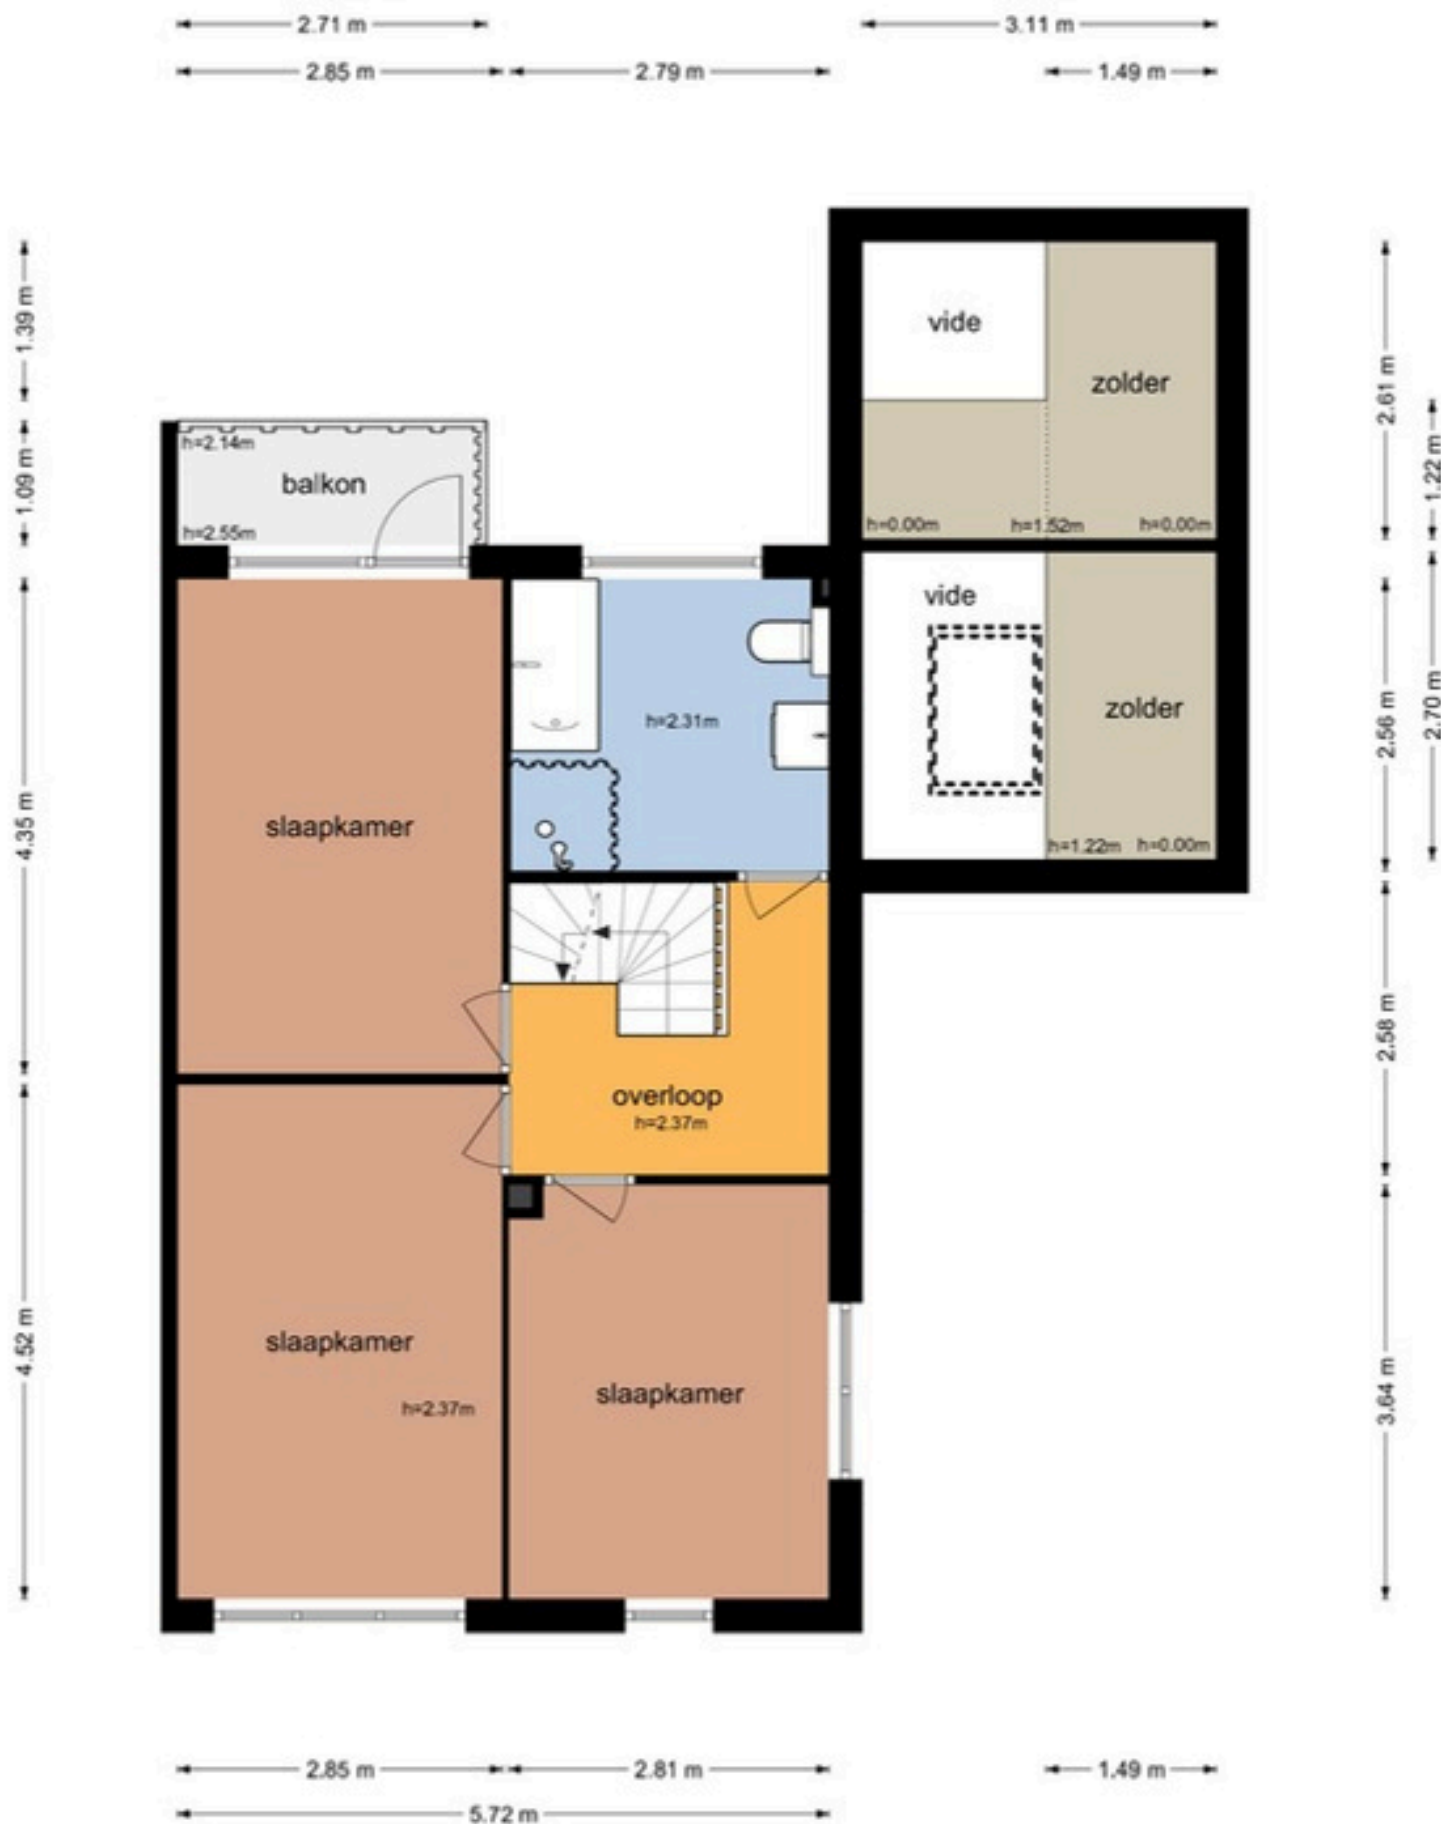 2.71 m
3.11 m
2.85 m
2.79 m
1.49 m
1.39 m
vide
zolder
2.61 m
1.22 m
h=2.14m
balkon
1.09 m
h=2.55m
h=0.00m
h=1.52m
h=0.00m
vide
zolder
h=2.31m
2.56 m
2.70 m
slaapkamer
4.35 m
h=1.22m
h=0.00m
2.58 m
overloop
h=2.37m
slaapkamer
4.52 m
h=2.37m
slaapkamer
3.64 m
2.85 m
2.81 m
1.49 m
5.72 m